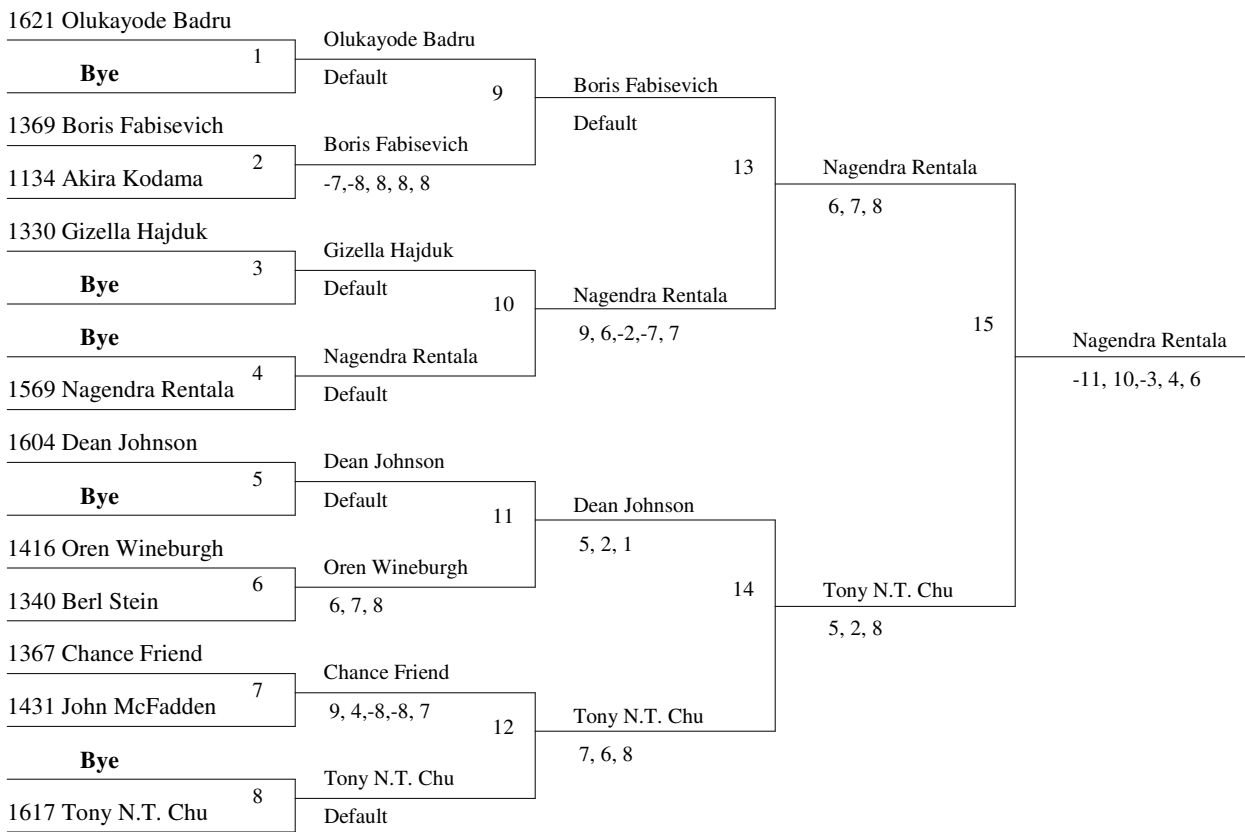 1621 Olukayode Badru
1
Bye
Olukayode Badru
Default
9
1369 Boris Fabisevich
2
1134 Akira Kodama
Boris Fabisevich
-7,-8, 8, 8, 8
Boris Fabisevich
Default
13
1330 Gizella Hajduk
3
Bye
Gizella Hajduk
Default
10
Bye
4
1569 Nagendra Rentala
Nagendra Rentala
Default
Nagendra Rentala
9, 6,-2,-7, 7
Nagendra Rentala
6, 7, 8
15
1604 Dean Johnson
5
Bye
Dean Johnson
Default
11
1416 Oren Wineburgh
6
1340 Berl Stein
Oren Wineburgh
6, 7, 8
Dean Johnson
5, 2, 1
14
1367 Chance Friend
7
1431 John McFadden
Chance Friend
9, 4,-8,-8, 7
12
Bye
8
1617 Tony N.T. Chu
Tony N.T. Chu
Default
Tony N.T. Chu
7, 6, 8
Tony N.T. Chu
5, 2, 8
Nagendra Rentala
-11, 10,-3, 4, 6